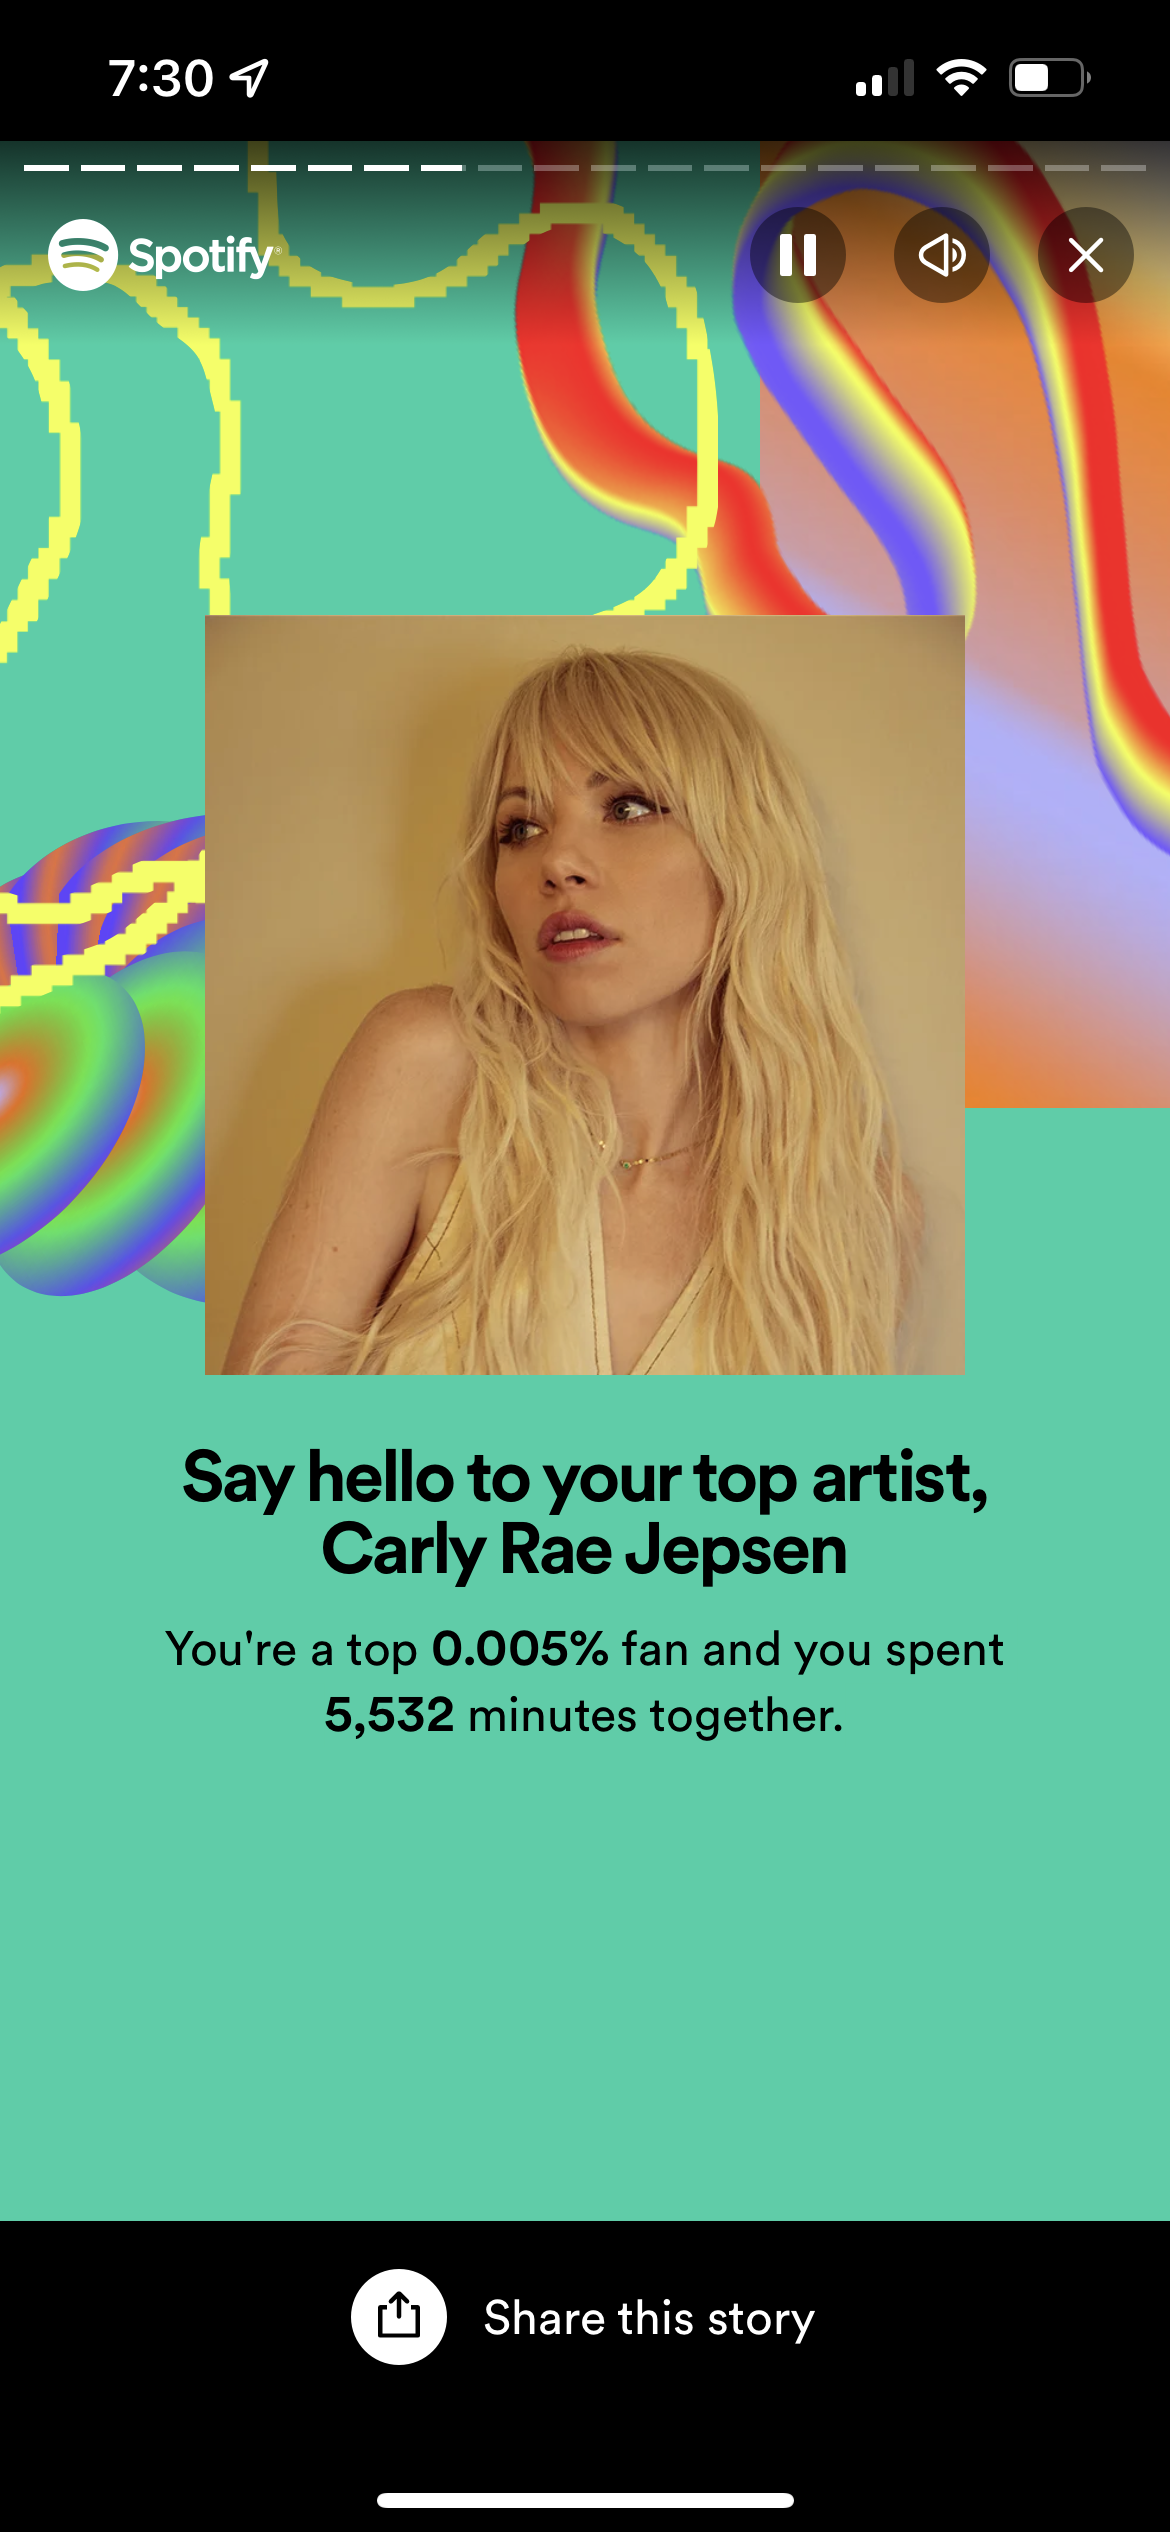 7:30
Spotify®
Say hello to your top artist,
Carly Rae Jepsen
You're a top 0.005% fan and you spent
5,532 minutes together.
Share this story